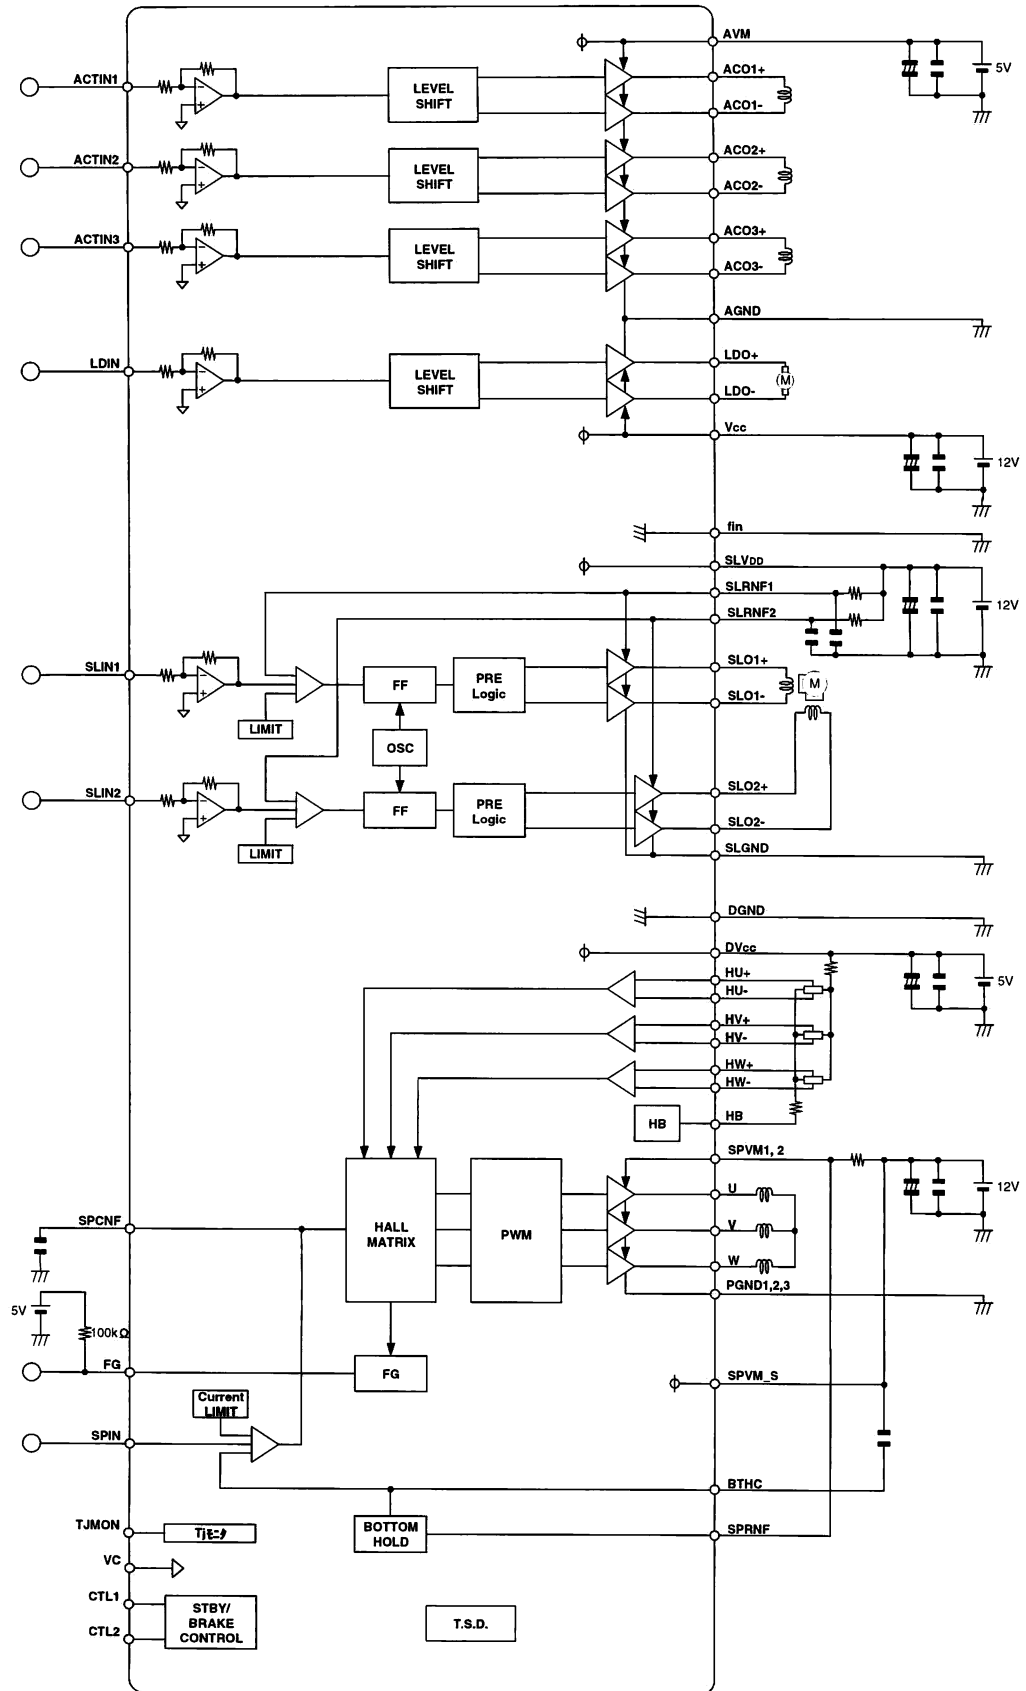 AVM
5V
ACTIN1
LEVEL
SHIFT
ACO1+
ACO1-
ACTIN2
LEVEL
SHIFT
ACO2+
ACO2-
ACTIN3
LEVEL
SHIFT
ACO3+
ACO3-
AGND
LDIN
LEVEL
SHIFT
LDO+
M
LDO-
Vcc
12V
fin
SLVDD
SLRNF1
12V
SLRNF2
SLIN1
LIMIT
FF
PRE
Logic
SLO1+
SLO1-
M
OSC
SLIN2
LIMIT
FF
PRE
Logic
SLO2+
SLO2-
SLGND
DGND
DVcc
5V
HU+
HU-
HV+
HV-
HW+
HW-
HB
HB
SPVM1, 2
12V
SPCNF
HALL
MATRIX
PWM
U
V
W
PGND1,2,3
5V
100kΩ
FG
FG
SPVM_S
Current
LIMIT
SPIN
BTHC
BOTTOM
HOLD
SPRNF
TJMON
Tjモニタ
VC
CTL1
CTL2
STBY/
BRAKE
CONTROL
T.S.D.